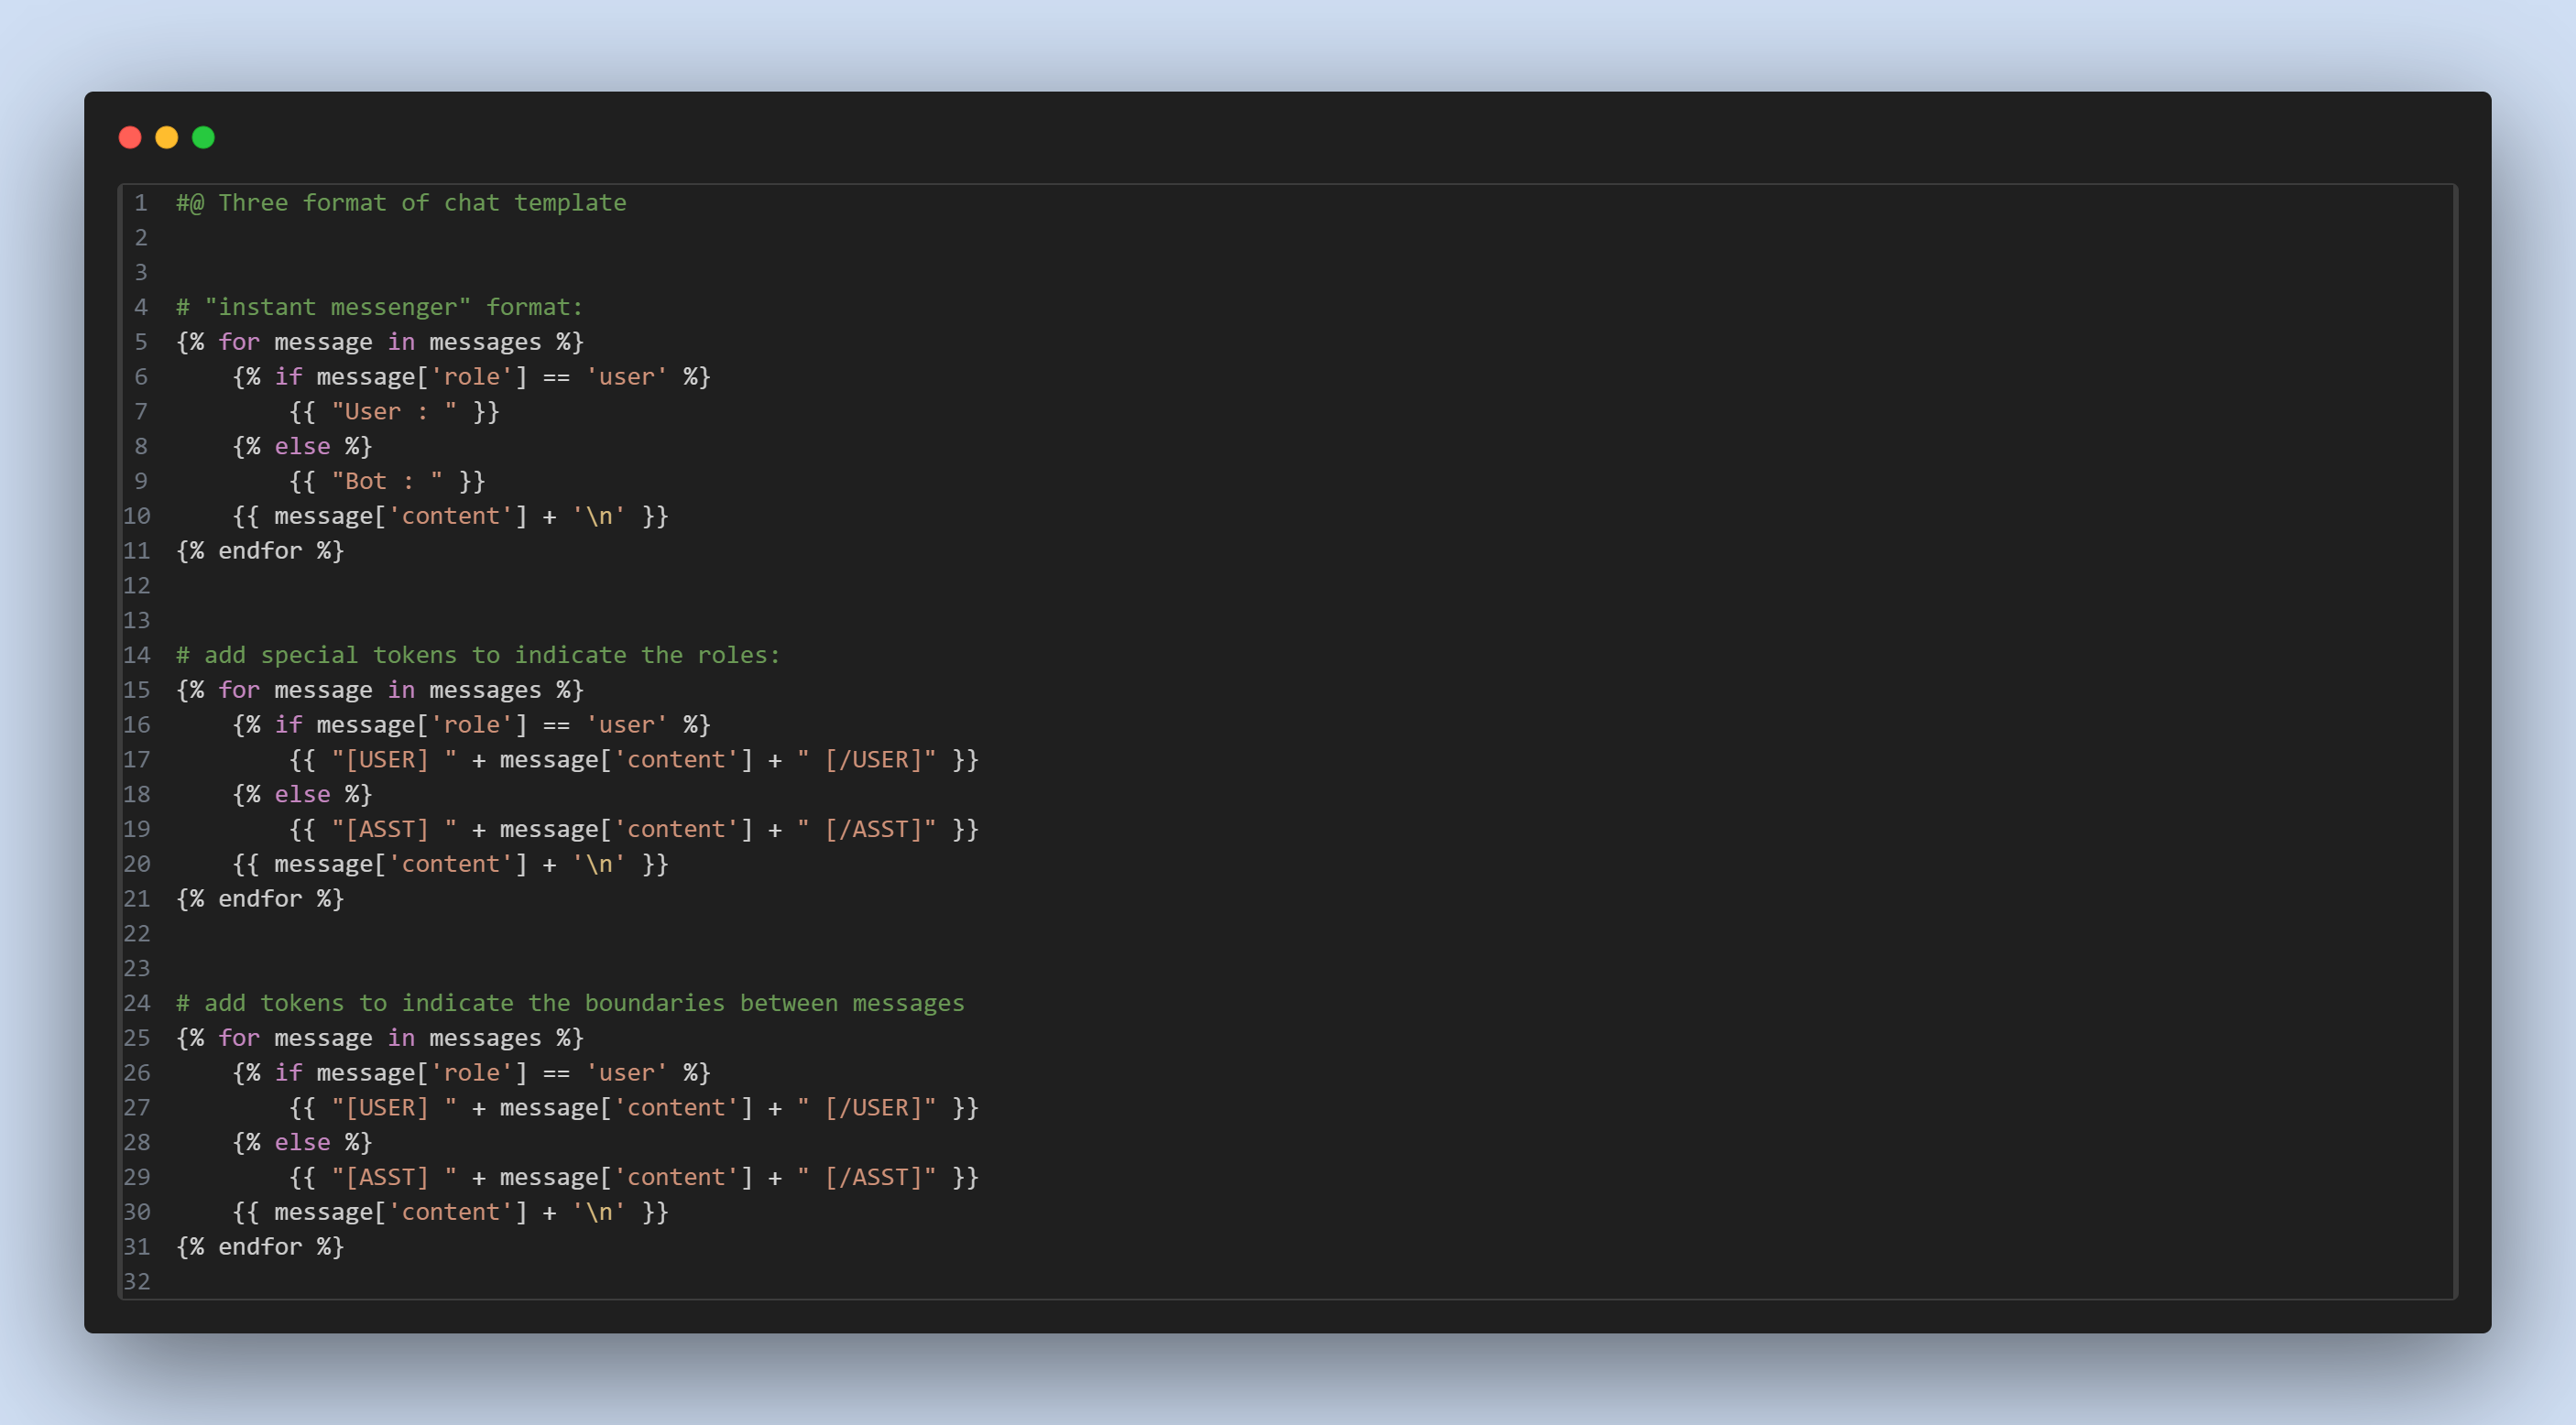 1 #@ Three format of chat template
2
3
4 # "instant messenger" format:
5 {% for message in messages %}
6     {% if message['role'] == 'user' %}
7         {{ "User : " }}
8     {% else %}
9         {{ "Bot : " }}
10     {{ message['content'] + '\n' }}
11 {% endfor %}
12
13
14 # add special tokens to indicate the roles:
15 {% for message in messages %}
16     {% if message['role'] == 'user' %}
17         {{ "[USER] " + message['content'] + " [/USER]" }}
18     {% else %}
19         {{ "[ASST] " + message['content'] + " [/ASST]" }}
20     {{ message['content'] + '\n' }}
21 {% endfor %}
22
23
24 # add tokens to indicate the boundaries between messages
25 {% for message in messages %}
26     {% if message['role'] == 'user' %}
27         {{ "[USER] " + message['content'] + " [/USER]" }}
28     {% else %}
29         {{ "[ASST] " + message['content'] + " [/ASST]" }}
30     {{ message['content'] + '\n' }}
31 {% endfor %}
32